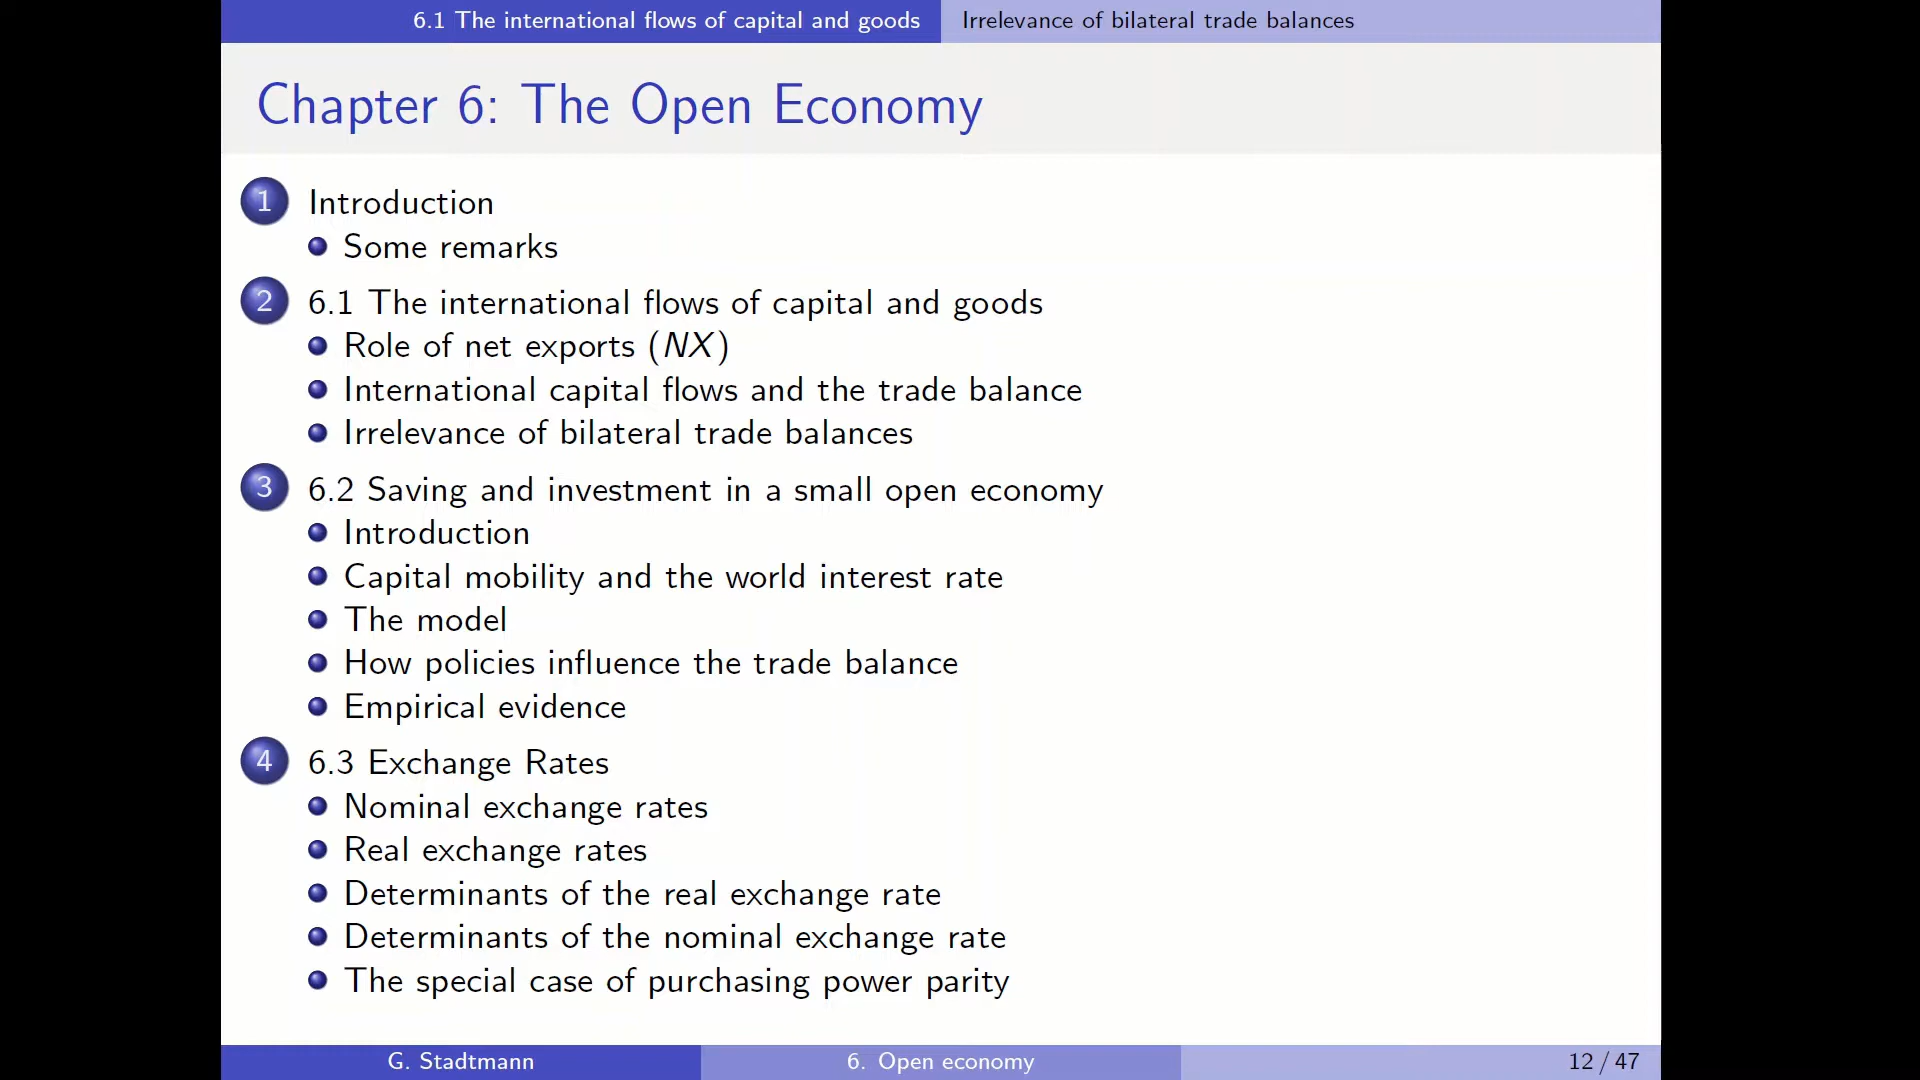 6.1 The international flows of capital and goods
Irrelevance of bilateral trade balances
Chapter 6: The Open Economy
1 Introduction
Some remarks
2 6.1 The international flows of capital and goods
Role of net exports (NX)
International capital flows and the trade balance
Irrelevance of bilateral trade balances
3 6.2 Saving and investment in a small open economy
Introduction
Capital mobility and the world interest rate
The model
How policies influence the trade balance
Empirical evidence
4 6.3 Exchange Rates
Nominal exchange rates
Real exchange rates
Determinants of the real exchange rate
Determinants of the nominal exchange rate
The special case of purchasing power parity
G. Stadtmann
6. Open economy
12 / 47